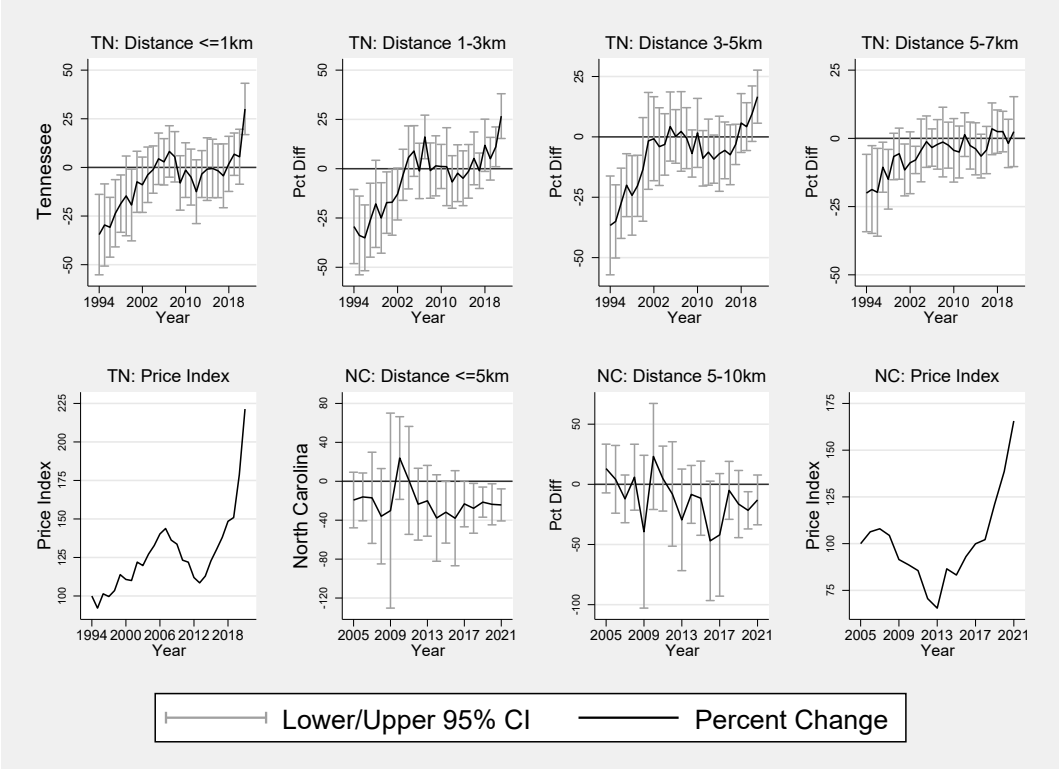 TN: Distance <=1km
50
25
0
-25
-50
Tennessee
1994 2002 2010 2018
Year
TN: Distance 1-3km
50
25
0
-25
-50
Pct Diff
1994 2002 2010 2018
Year
TN: Distance 3-5km
25
0
-25
-50
Pct Diff
1994 2002 2010 2018
Year
TN: Distance 5-7km
25
0
-25
-50
Pct Diff
1994 2002 2010 2018
Year
TN: Price Index
225
200
175
150
125
100
Price Index
1994 2000 2006 2012 2018
Year
NC: Distance <=5km
80
40
0
-40
-80
-120
North Carolina
2005 2009 2013 2017 2021
Year
NC: Distance 5-10km
50
0
-50
-100
Pct Diff
2005 2009 2013 2017 2021
Year
NC: Price Index
175
150
125
100
75
Price Index
2005 2009 2013 2017 2021
Year
Lower/Upper 95% CI
Percent Change